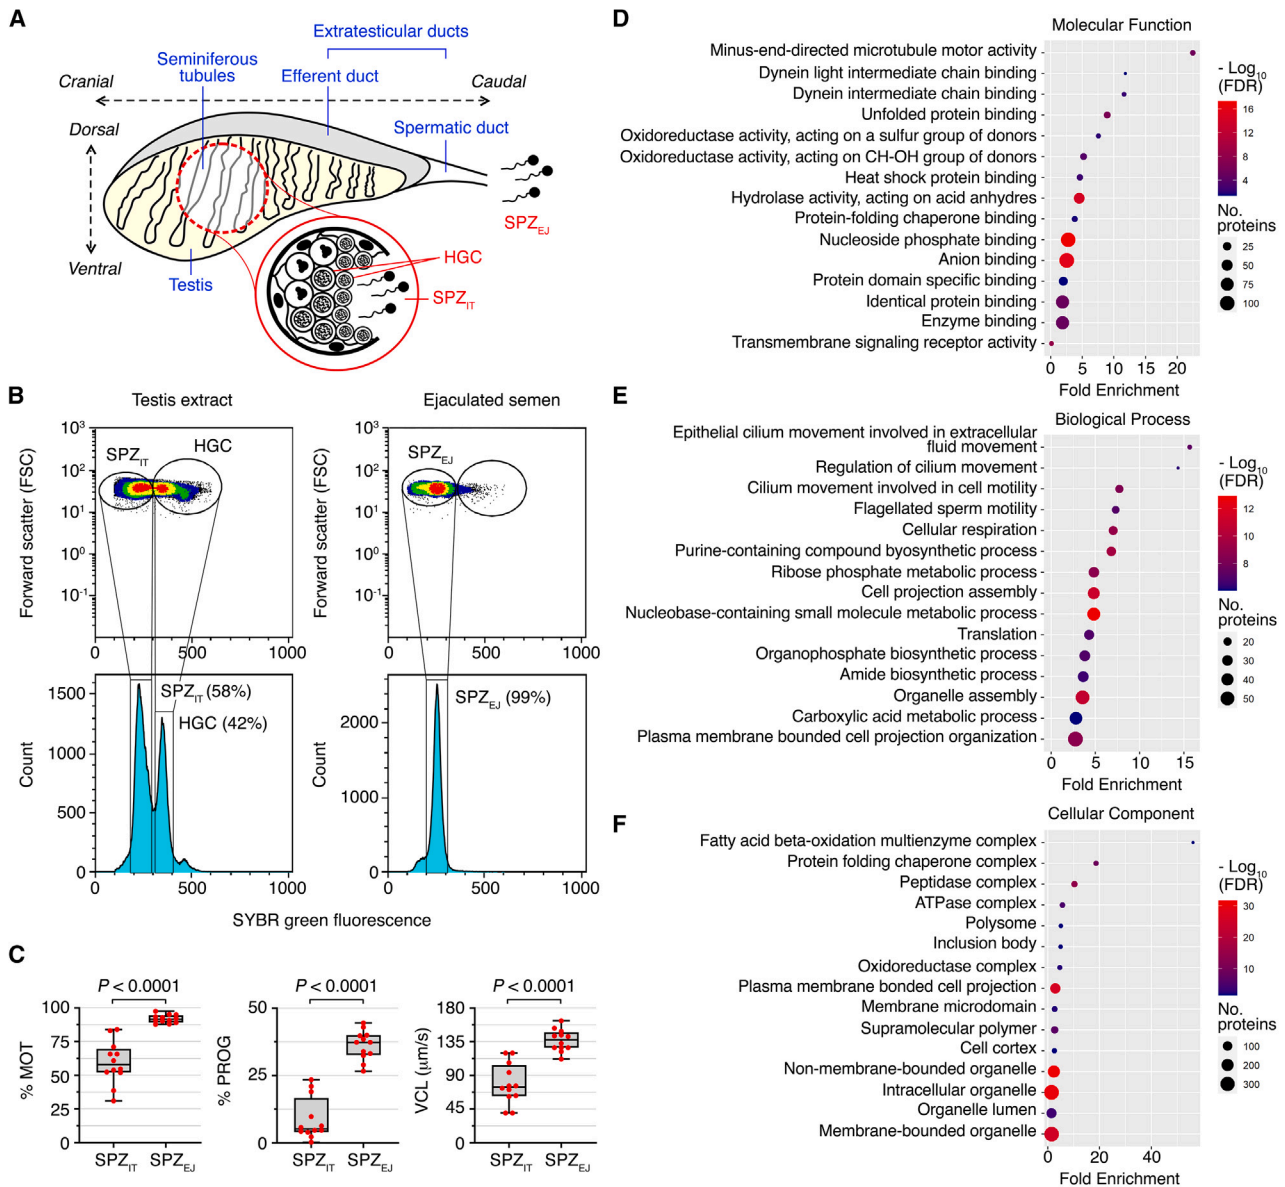 A
Extratesticular ducts
Seminiferous
tubules
Efferent duct
Cranial
Caudal
Dorsal
Spermatic duct
SPZEJ
HGC
SPZIT
Ventral
Testis
B
Testis extract
Ejaculated semen
Forward scatter (FSC)
10³
10²
10¹
10⁰
10⁻¹
SPZIT
HGC
0
500
1000
Forward scatter (FSC)
10³
10²
10¹
10⁰
10⁻¹
SPZEJ
0
500
1000
Count
1500
1000
500
0
SPZIT (58%)
HGC (42%)
0
500
1000
Count
2000
1000
0
SPZEJ (99%)
0
500
1000
SYBR green fluorescence
C
P < 0.0001
% MOT
100
75
50
25
0
SPZIT SPZEJ
P < 0.0001
% PROG
50
25
0
SPZIT SPZEJ
P < 0.0001
VCL (µm/s)
180
135
90
45
0
SPZIT SPZEJ
D
Molecular Function
Minus-end-directed microtubule motor activity
Dynein light intermediate chain binding
Dynein intermediate chain binding
Unfolded protein binding
Oxidoreductase activity, acting on a sulfur group of donors
Oxidoreductase activity, acting on CH-OH group of donors
Heat shock protein binding
Hydrolase activity, acting on acid anhydres
Protein-folding chaperone binding
Nucleoside phosphate binding
Anion binding
Protein domain specific binding
Identical protein binding
Enzyme binding
Transmembrane signaling receptor activity
0 5 10 15 20
Fold Enrichment
- Log10
(FDR)
16
12
8
4
No.
proteins
25
50
75
100
E
Biological Process
Epithelial cilium movement involved in extracellular
fluid movement
Regulation of cilium movement
Cilium movement involved in cell motility
Flagellated sperm motility
Cellular respiration
Purine-containing compound byosynthetic process
Ribose phosphate metabolic process
Cell projection assembly
Nucleobase-containing small molecule metabolic process
Translation
Organophosphate biosynthetic process
Amide biosynthetic process
Organelle assembly
Carboxylic acid metabolic process
Plasma membrane bounded cell projection organization
0 5 10 15
Fold Enrichment
- Log10
(FDR)
12
10
8
No.
proteins
20
30
40
50
F
Cellular Component
Fatty acid beta-oxidation multienzyme complex
Protein folding chaperone complex
Peptidase complex
ATPase complex
Polysome
Inclusion body
Oxidoreductase complex
Plasma membrane bonded cell projection
Membrane microdomain
Supramolecular polymer
Cell cortex
Non-membrane-bounded organelle
Intracellular organelle
Organelle lumen
Membrane-bounded organelle
0 20 40
Fold Enrichment
- Log10
(FDR)
30
20
10
No.
proteins
100
200
300